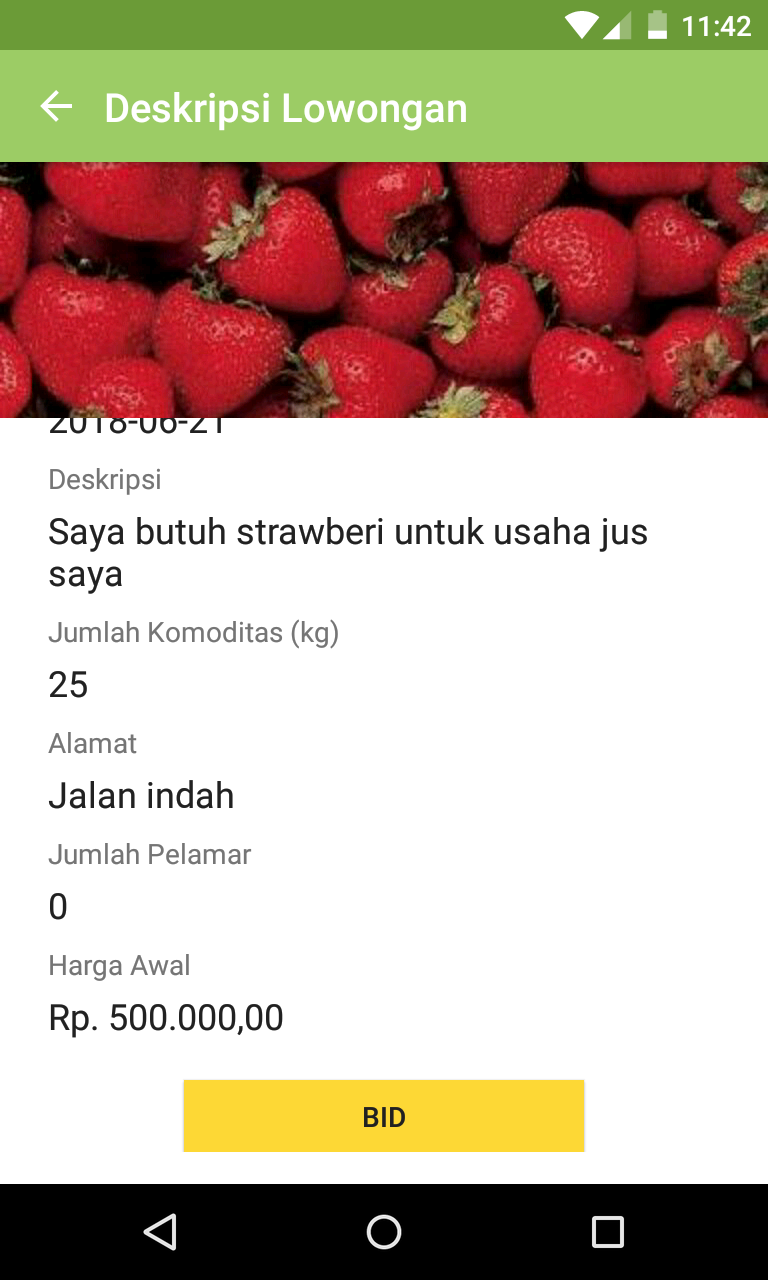 11:42
Deskripsi Lowongan
2018-06-21
Deskripsi
Saya butuh strawberi untuk usaha jus
saya
Jumlah Komoditas (kg)
25
Alamat
Jalan indah
Jumlah Pelamar
0
Harga Awal
Rp. 500.000,00
BID